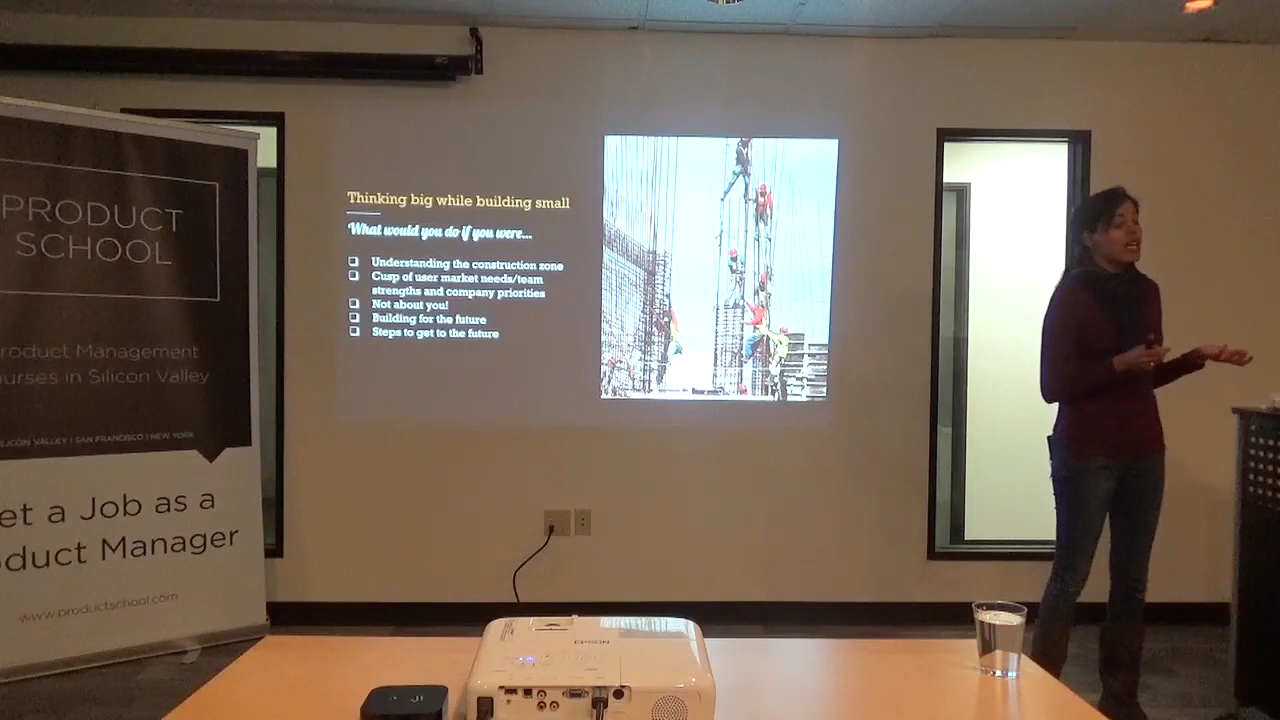 PRODUCT
SCHOOL
roduct Management
urses in Silicon Valley
SILICON VALLEY | SAN FRANCISCO | NEW YORK
et a Job as a
oduct Manager
www.productschool.com
Thinking big while building small
What would you do if you were...
Understanding the construction zone
Cusp of user market needs/team
strengths and company priorities
Not about you!
Building for the future
Steps to get to the future
EPSON